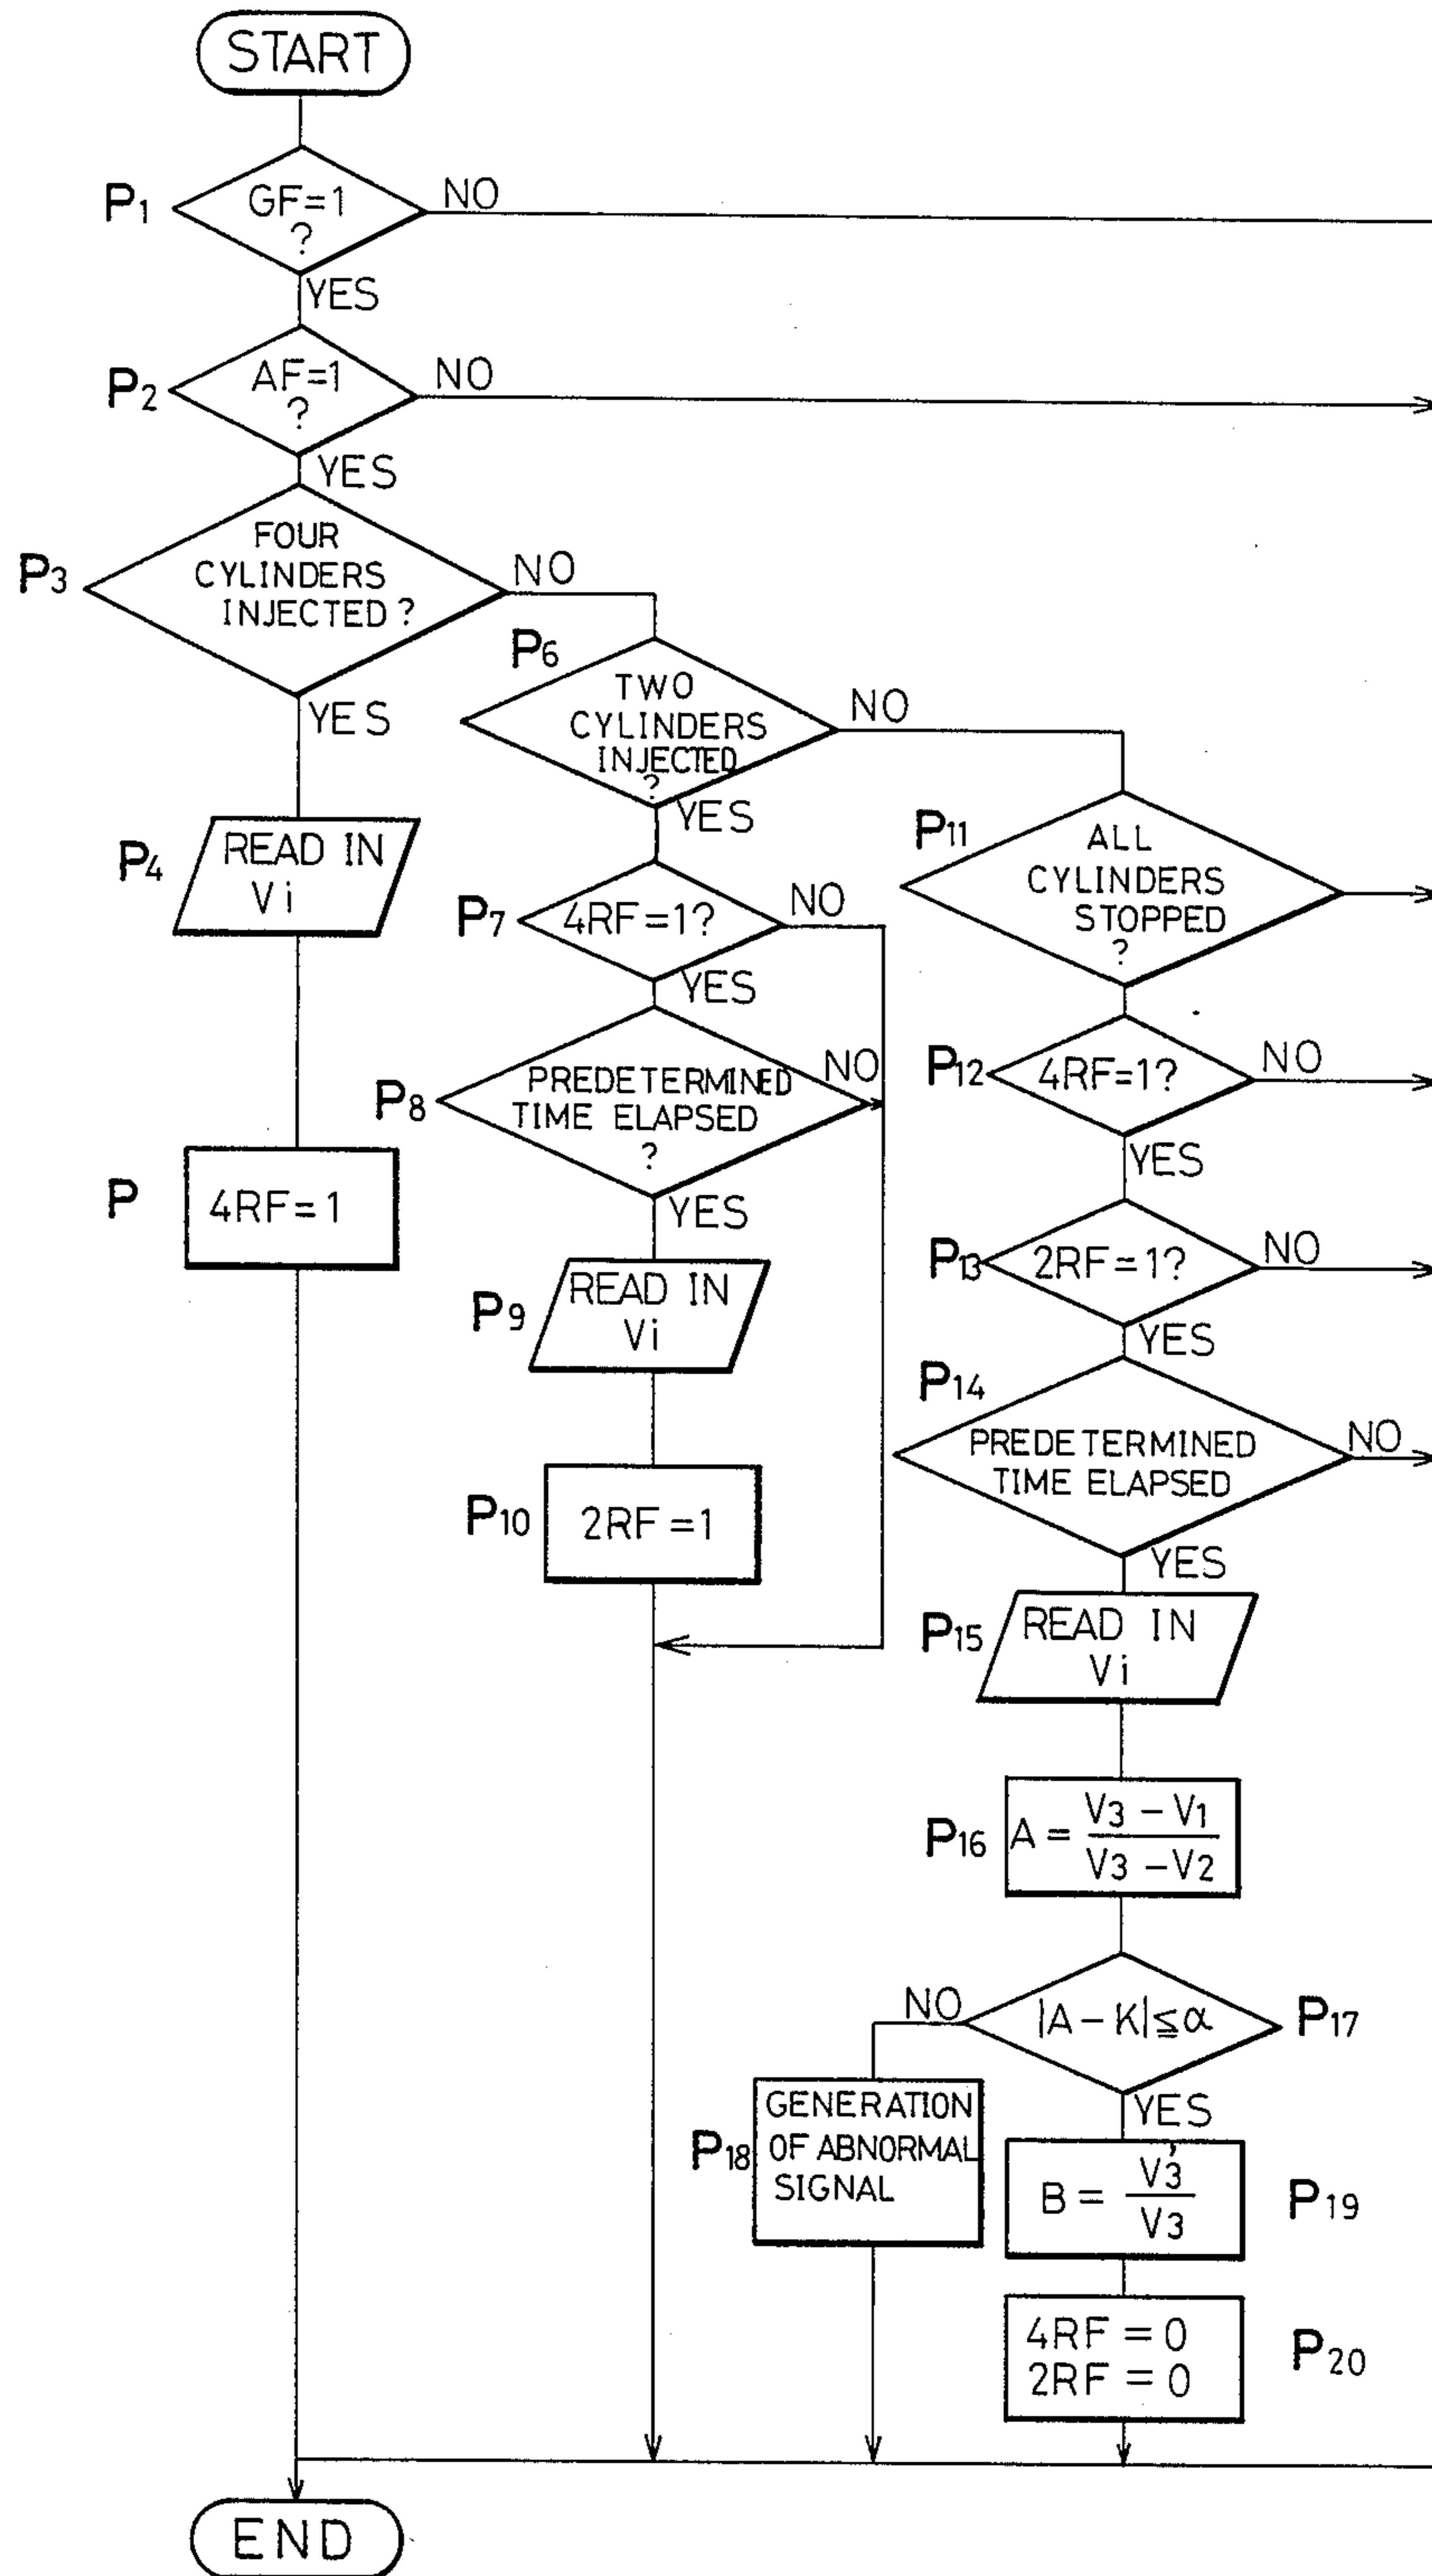 START
P1
GF=1
?
NO
YES
P2
AF=1
?
NO
YES
P3
FOUR
CYLINDERS
INJECTED ?
NO
YES
P4
READ IN
Vi
P
4RF=1
P6
TWO
CYLINDERS
INJECTED
?
NO
YES
P7
4RF=1?
NO
YES
P8
PREDETERMINED
TIME ELAPSED
?
NO
YES
P9
READ IN
Vi
P10
2RF=1
P11
ALL
CYLINDERS
STOPPED
?
P12
4RF=1?
NO
YES
P13
2RF=1?
NO
YES
P14
PREDETERMINED
TIME ELAPSED
NO
YES
P15
READ IN
Vi
P16
A = V3 - V1
V3 - V2
P17
|A - K| ≦ α
NO
YES
P18
GENERATION
OF ABNORMAL
SIGNAL
P19
B = V3'
V3
P20
4RF = 0
2RF = 0
END